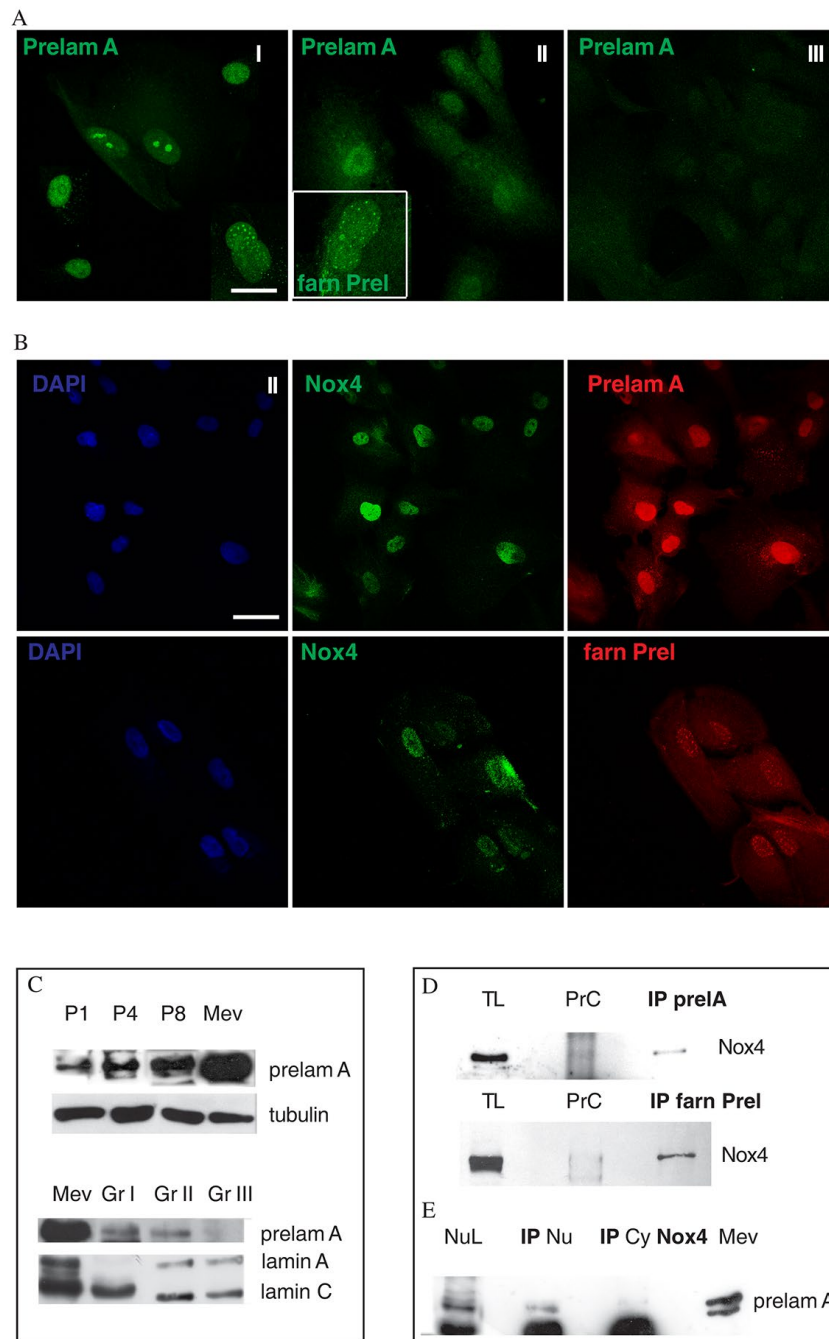 A
Prelam A I
Prelam A II
Prelam A III
farn Prel
B
DAPI II
Nox4
Prelam A
DAPI
Nox4
farn Prel
C
P1 P4 P8 Mev
prelam A
tubulin
Mev Gr I Gr II Gr III
prelam A
lamin A
lamin C
D
TL PrC IP prelA
Nox4
TL PrC IP farn Prel
Nox4
E
NuL IP Nu IP Cy Nox4 Mev
prelam A